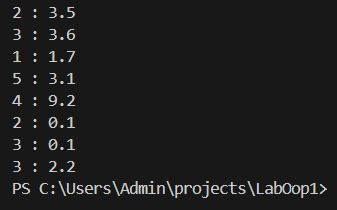 2 : 3.5
3 : 3.6
1 : 1.7
5 : 3.1
4 : 9.2
2 : 0.1
3 : 0.1
3 : 2.2
PS C:\Users\Admin\projects\LabOop1>